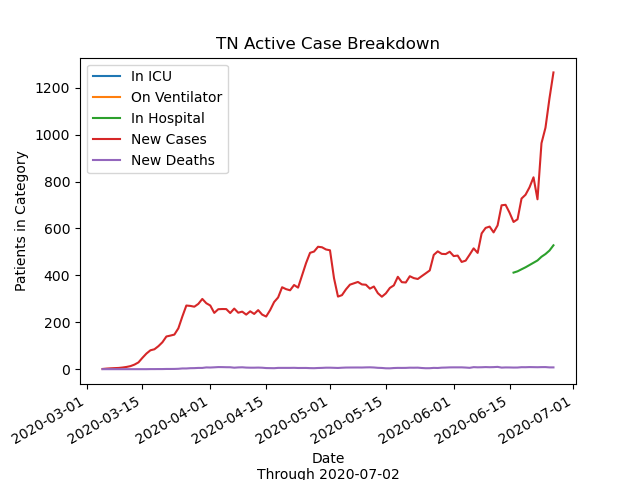 TN Active Case Breakdown
In ICU
On Ventilator
In Hospital
New Cases
New Deaths
Patients in Category
1200
1000
800
600
400
200
0
2020-03-01
2020-03-15
2020-04-01
2020-04-15
2020-05-01
2020-05-15
2020-06-01
2020-06-15
2020-07-01
Date
Through 2020-07-02